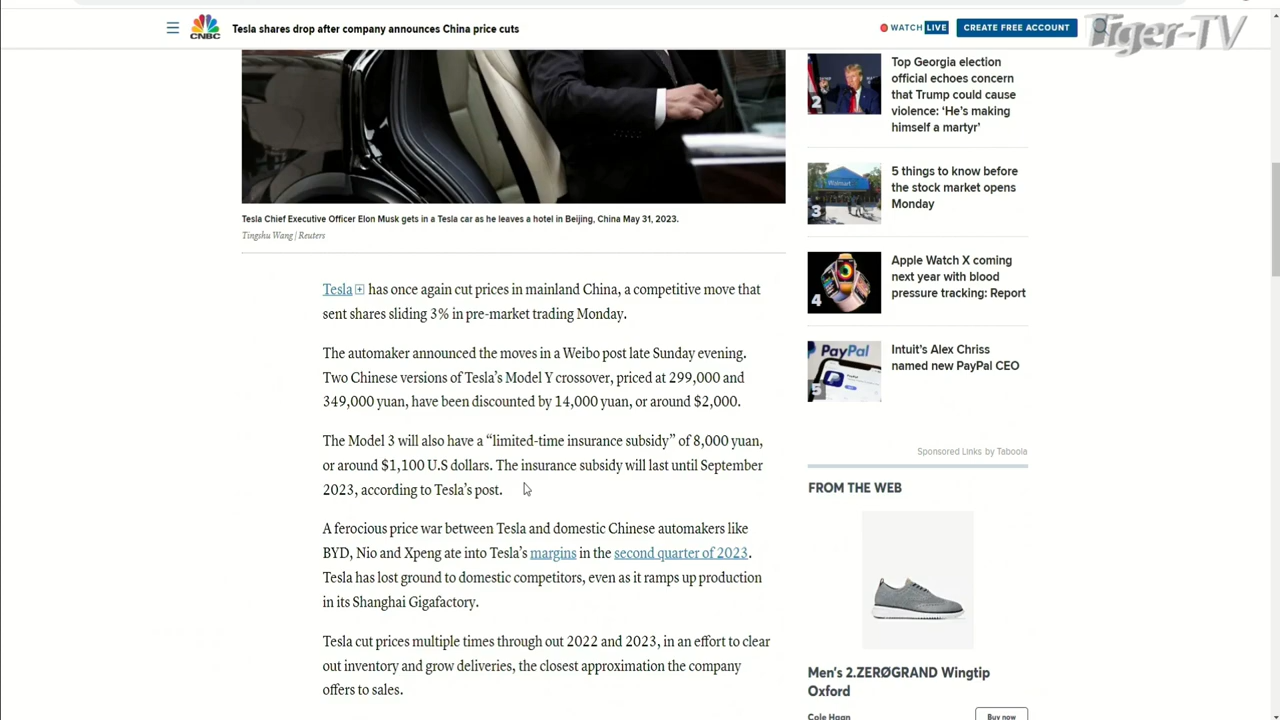 CNBC
Tesla shares drop after company announces China price cuts
WATCH LIVE
CREATE FREE ACCOUNT
Tiger-TV
Tesla Chief Executive Officer Elon Musk gets in a Tesla car as he leaves a hotel in Beijing, China May 31, 2023.
Tingshu Wang | Reuters
Tesla has once again cut prices in mainland China, a competitive move that
sent shares sliding 3% in pre-market trading Monday.
The automaker announced the moves in a Weibo post late Sunday evening.
Two Chinese versions of Tesla’s Model Y crossover, priced at 299,000 and
349,000 yuan, have been discounted by 14,000 yuan, or around $2,000.
The Model 3 will also have a “limited-time insurance subsidy” of 8,000 yuan,
or around $1,100 U.S dollars. The insurance subsidy will last until September
2023, according to Tesla’s post.
A ferocious price war between Tesla and domestic Chinese automakers like
BYD, Nio and Xpeng ate into Tesla’s margins in the second quarter of 2023.
Tesla has lost ground to domestic competitors, even as it ramps up production
in its Shanghai Gigafactory.
Tesla cut prices multiple times through out 2022 and 2023, in an effort to clear
out inventory and grow deliveries, the closest approximation the company
offers to sales.
2
Top Georgia election
official echoes concern
that Trump could cause
violence: ‘He’s making
himself a martyr’
Walmart
3
5 things to know before
the stock market opens
Monday
4
Apple Watch X coming
next year with blood
pressure tracking: Report
PayPal
5
Intuit’s Alex Chriss
named new PayPal CEO
Sponsored Links by Taboola
FROM THE WEB
Men’s 2.ZERØGRAND Wingtip
Oxford
Cole Haan
Buy now